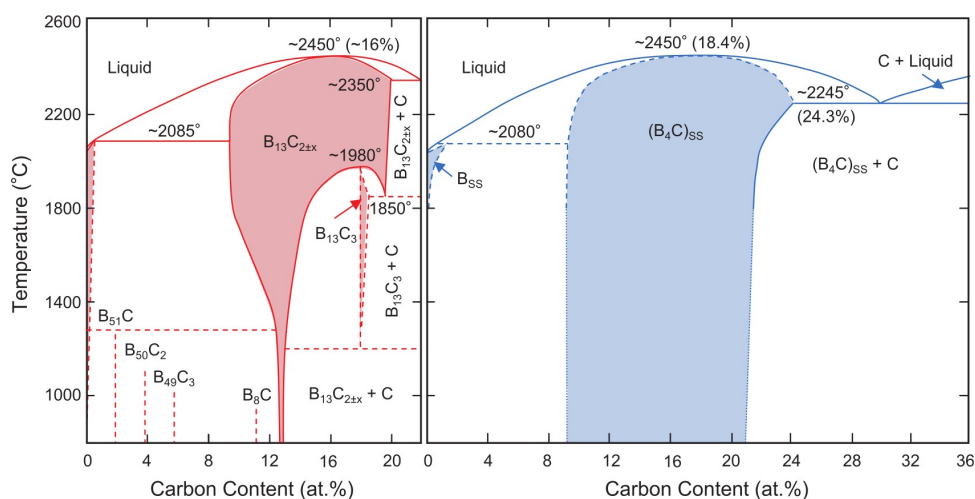 2600
2200
1800
1400
1000
Temperature (°C)
~2450° (~16%)
Liquid
~2350°
~2085°
B₁₃C₂±ₓ
B₁₃C₂±ₓ + C
~1980°
1850°
B₁₃C₃
B₁₃C₃ + C
B₅₁C
B₅₀C₂
B₄₉C₃
B₈C
B₁₃C₂±ₓ + C
0 4 8 12 16 20
Carbon Content (at.%)
~2450° (18.4%)
Liquid
C + Liquid
~2245°
(24.3%)
~2080°
(B₄C)SS
BSS
(B₄C)SS + C
0 4 8 12 16 20 24 28 32 36
Carbon Content (at.%)